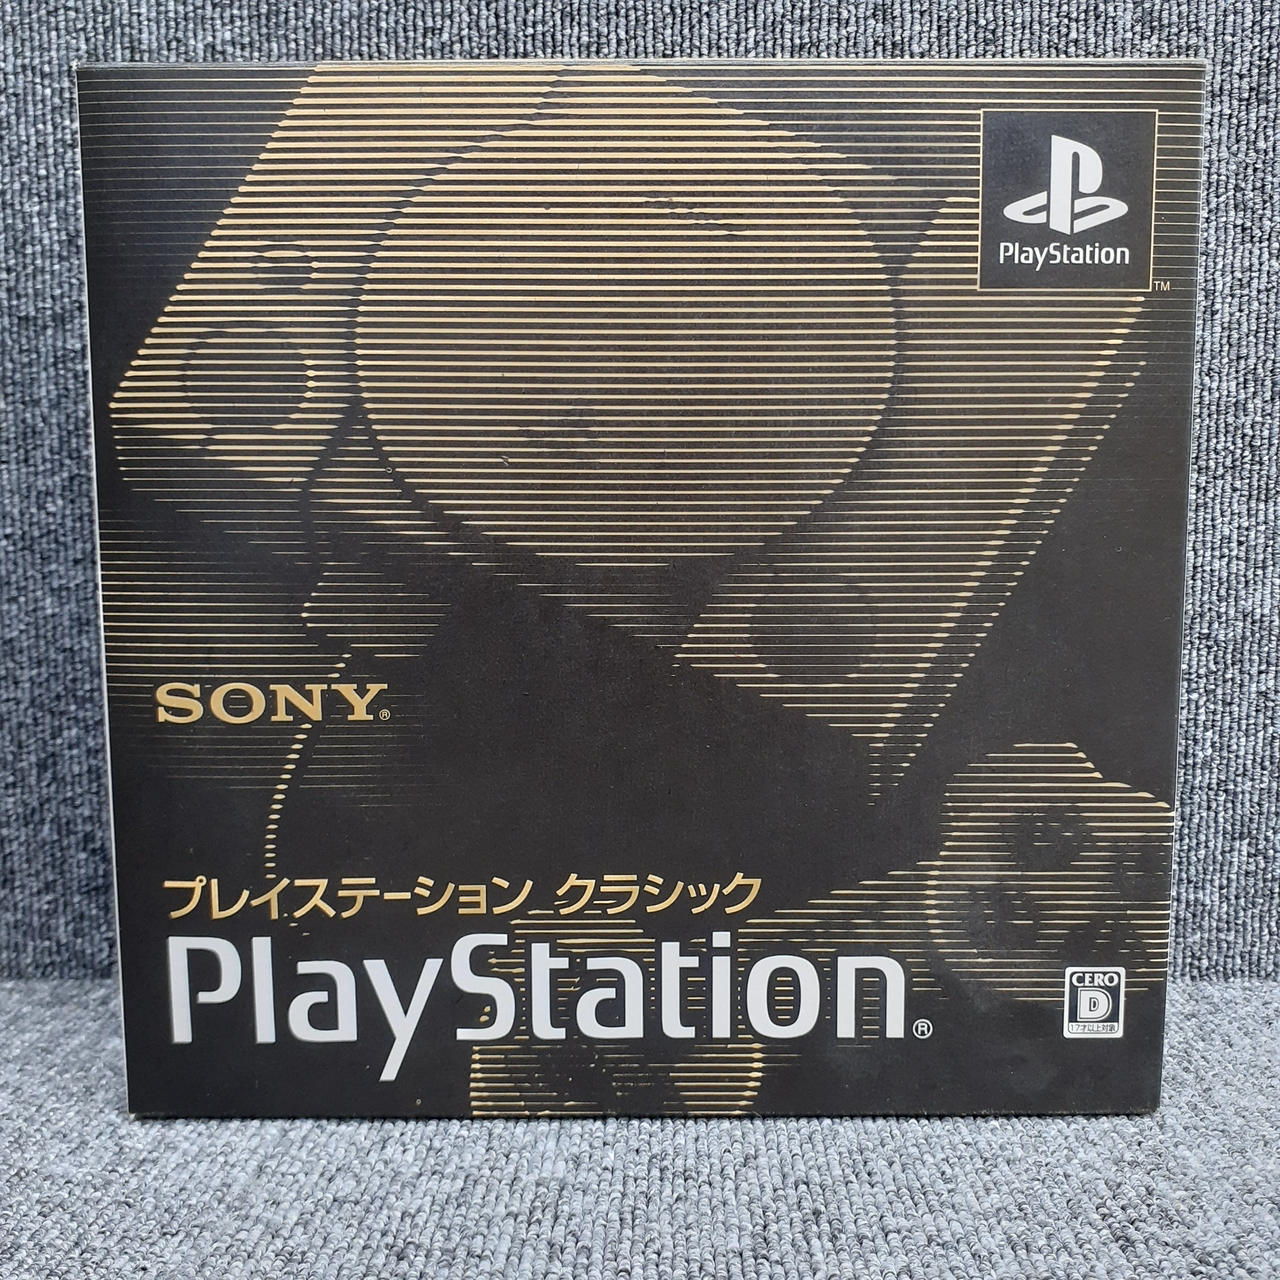 PlayStation
TM
SONY®
プレイステーション クラシック
PlayStation®
CERO
D
17才以上対象